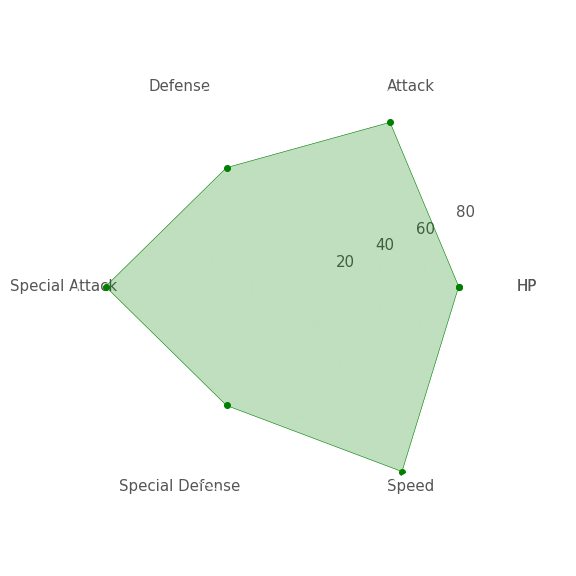 Defense
Attack
80
60
40
20
Special Attack
HP
Special Defense
Speed